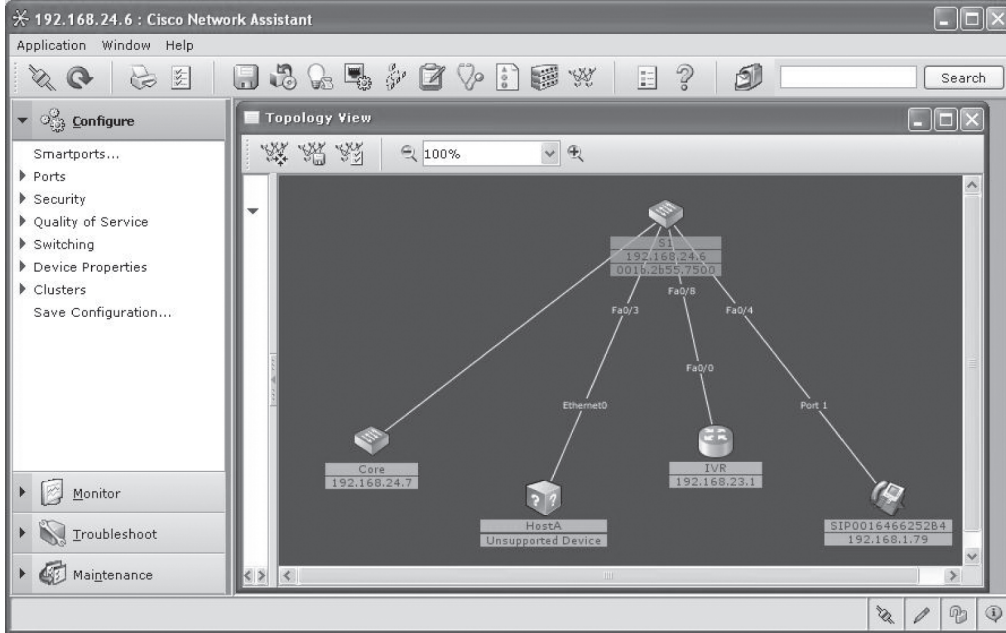 192.168.24.6 : Cisco Network Assistant
Application Window Help
Search
Configure
Smartports...
Ports
Security
Quality of Service
Switching
Device Properties
Clusters
Save Configuration...
Monitor
Troubleshoot
Maintenance
Topology View
100%
S1
192.168.24.6
001b.2b55.7500
Fa0/3
Fa0/8
Fa0/4
Fa0/0
Ethernet0
Port 1
Core
192.168.24.7
HostA
Unsupported Device
IVR
192.168.23.1
SIP0016466252B4
192.168.1.79